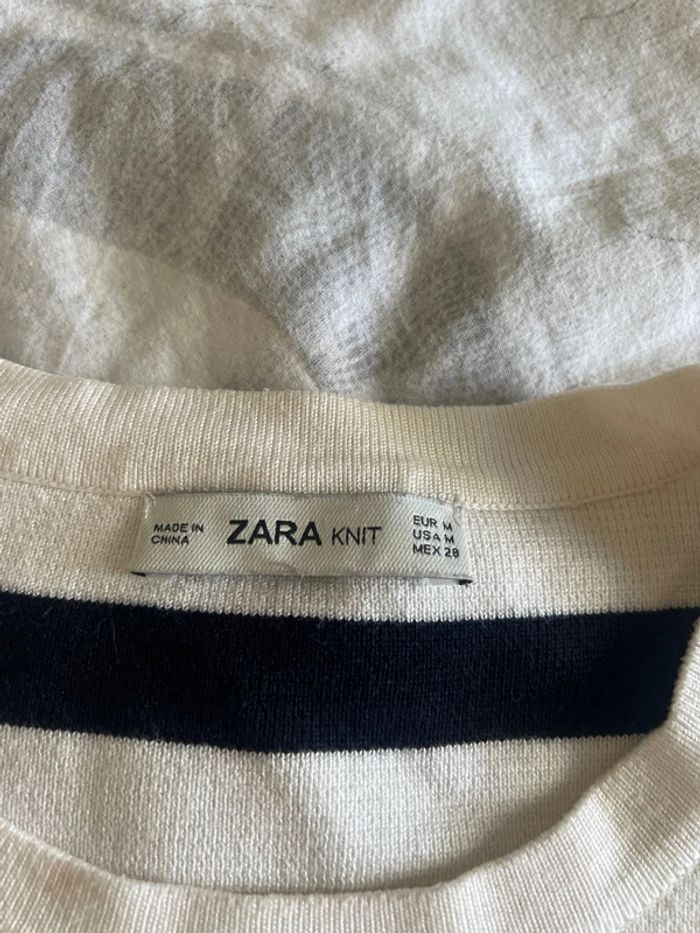 MADE IN
CHINA
ZARA KNIT
EUR M
USA M
MEX 28